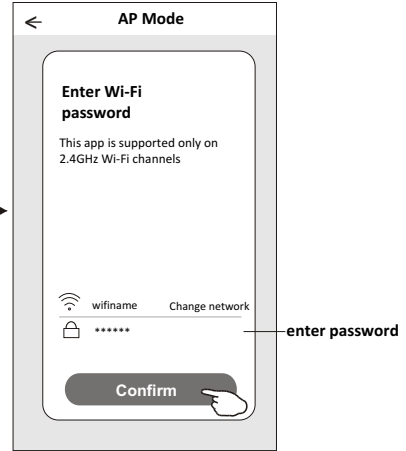 AP Mode
Enter Wi-Fi
password
This app is supported only on
2.4GHz Wi-Fi channels
wifiname Change network
******
enter password
Confirm